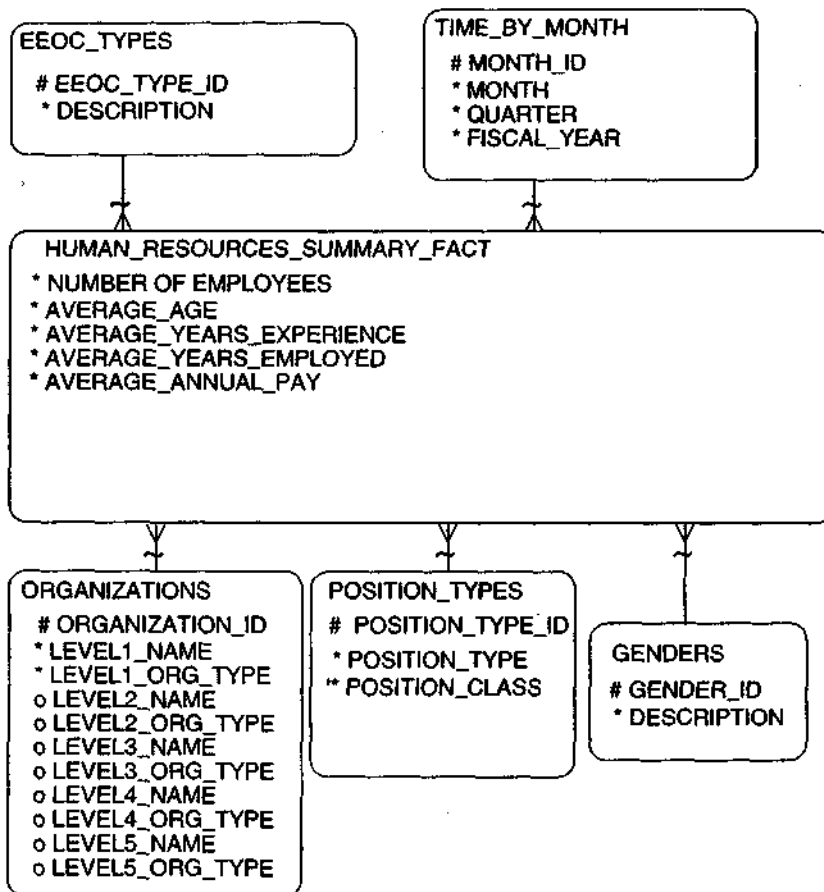 EEOC_TYPES
# EEOC_TYPE_ID
* DESCRIPTION
TIME_BY_MONTH
# MONTH_ID
* MONTH
* QUARTER
* FISCAL_YEAR
HUMAN_RESOURCES_SUMMARY_FACT
* NUMBER OF EMPLOYEES
* AVERAGE_AGE
* AVERAGE_YEARS_EXPERIENCE
* AVERAGE_YEARS_EMPLOYED
* AVERAGE_ANNUAL_PAY
ORGANIZATIONS
# ORGANIZATION_ID
* LEVEL1_NAME
* LEVEL1_ORG_TYPE
o LEVEL2_NAME
o LEVEL2_ORG_TYPE
o LEVEL3_NAME
o LEVEL3_ORG_TYPE
o LEVEL4_NAME
o LEVEL4_ORG_TYPE
o LEVEL5_NAME
o LEVEL5_ORG_TYPE
POSITION_TYPES
# POSITION_TYPE_ID
* POSITION_TYPE
* POSITION_CLASS
GENDERS
# GENDER_ID
* DESCRIPTION